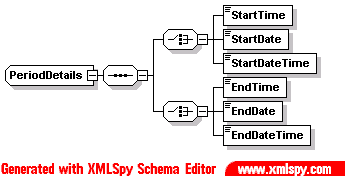 StartTime
StartDate
PeriodDetails
StartDateTime
EndTime
EndDate
EndDateTime
Generated with XMLSpy Schema Editor www.xmlspy.com